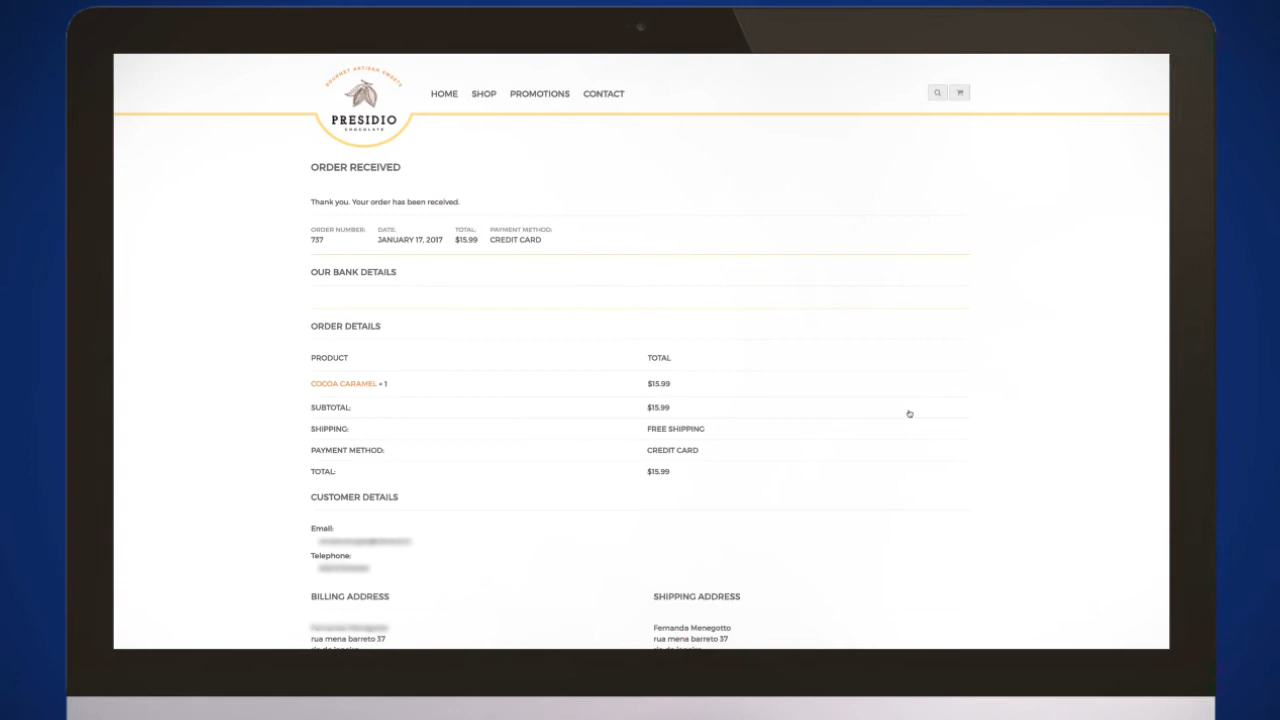 GOURMET ARTISAN SWEETS
PRESIDIO
CHOCOLATE
HOME SHOP PROMOTIONS CONTACT
ORDER RECEIVED
Thank you. Your order has been received.
ORDER NUMBER: DATE: TOTAL: PAYMENT METHOD:
737 JANUARY 17, 2017 $15.99 CREDIT CARD
OUR BANK DETAILS
ORDER DETAILS
PRODUCT TOTAL
COCOA CARAMEL × 1 $15.99
SUBTOTAL: $15.99
SHIPPING: FREE SHIPPING
PAYMENT METHOD: CREDIT CARD
TOTAL: $15.99
CUSTOMER DETAILS
Email:
Telephone:
BILLING ADDRESS SHIPPING ADDRESS
Fernanda Menegotto
rua mena barreto 37 rua mena barreto 37